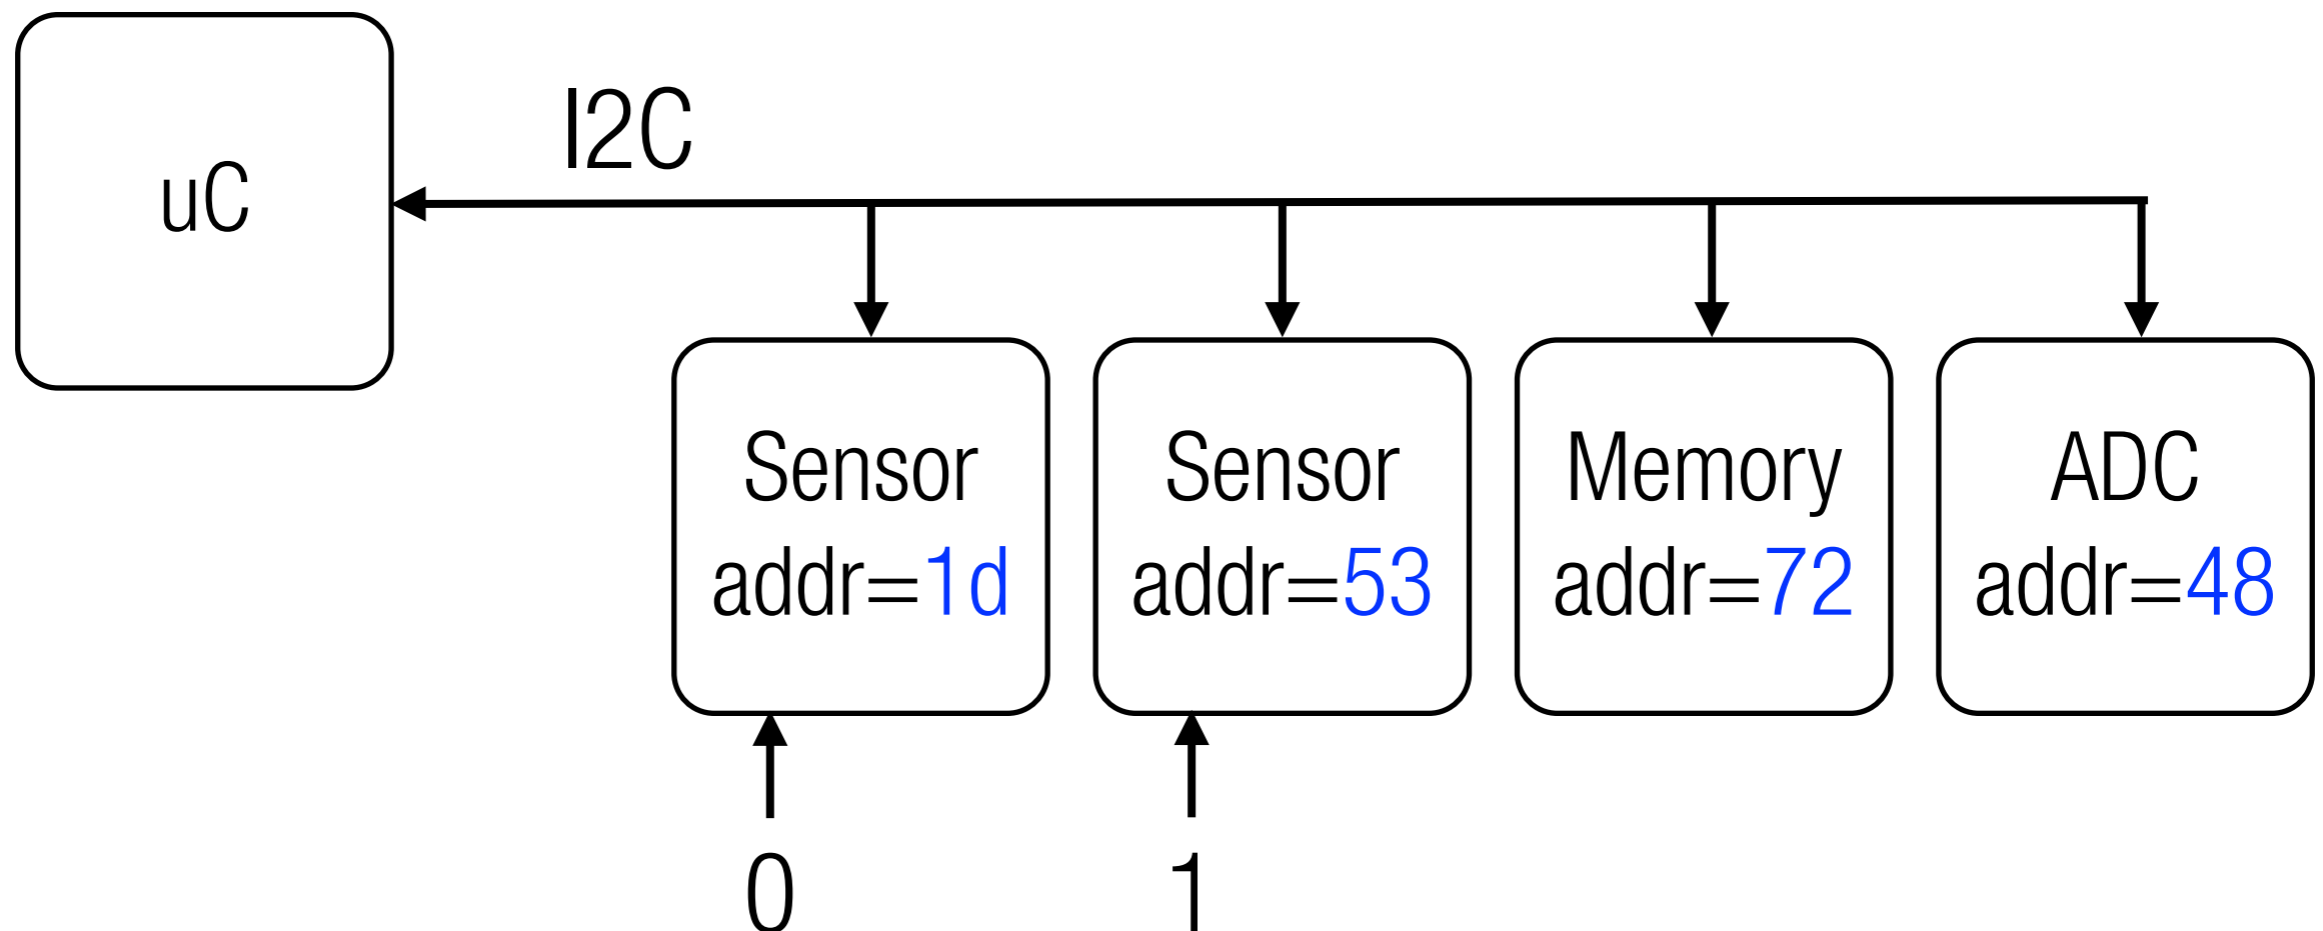 uC
I2C
Sensor
addr=1d
Sensor
addr=53
Memory
addr=72
ADC
addr=48
0
1